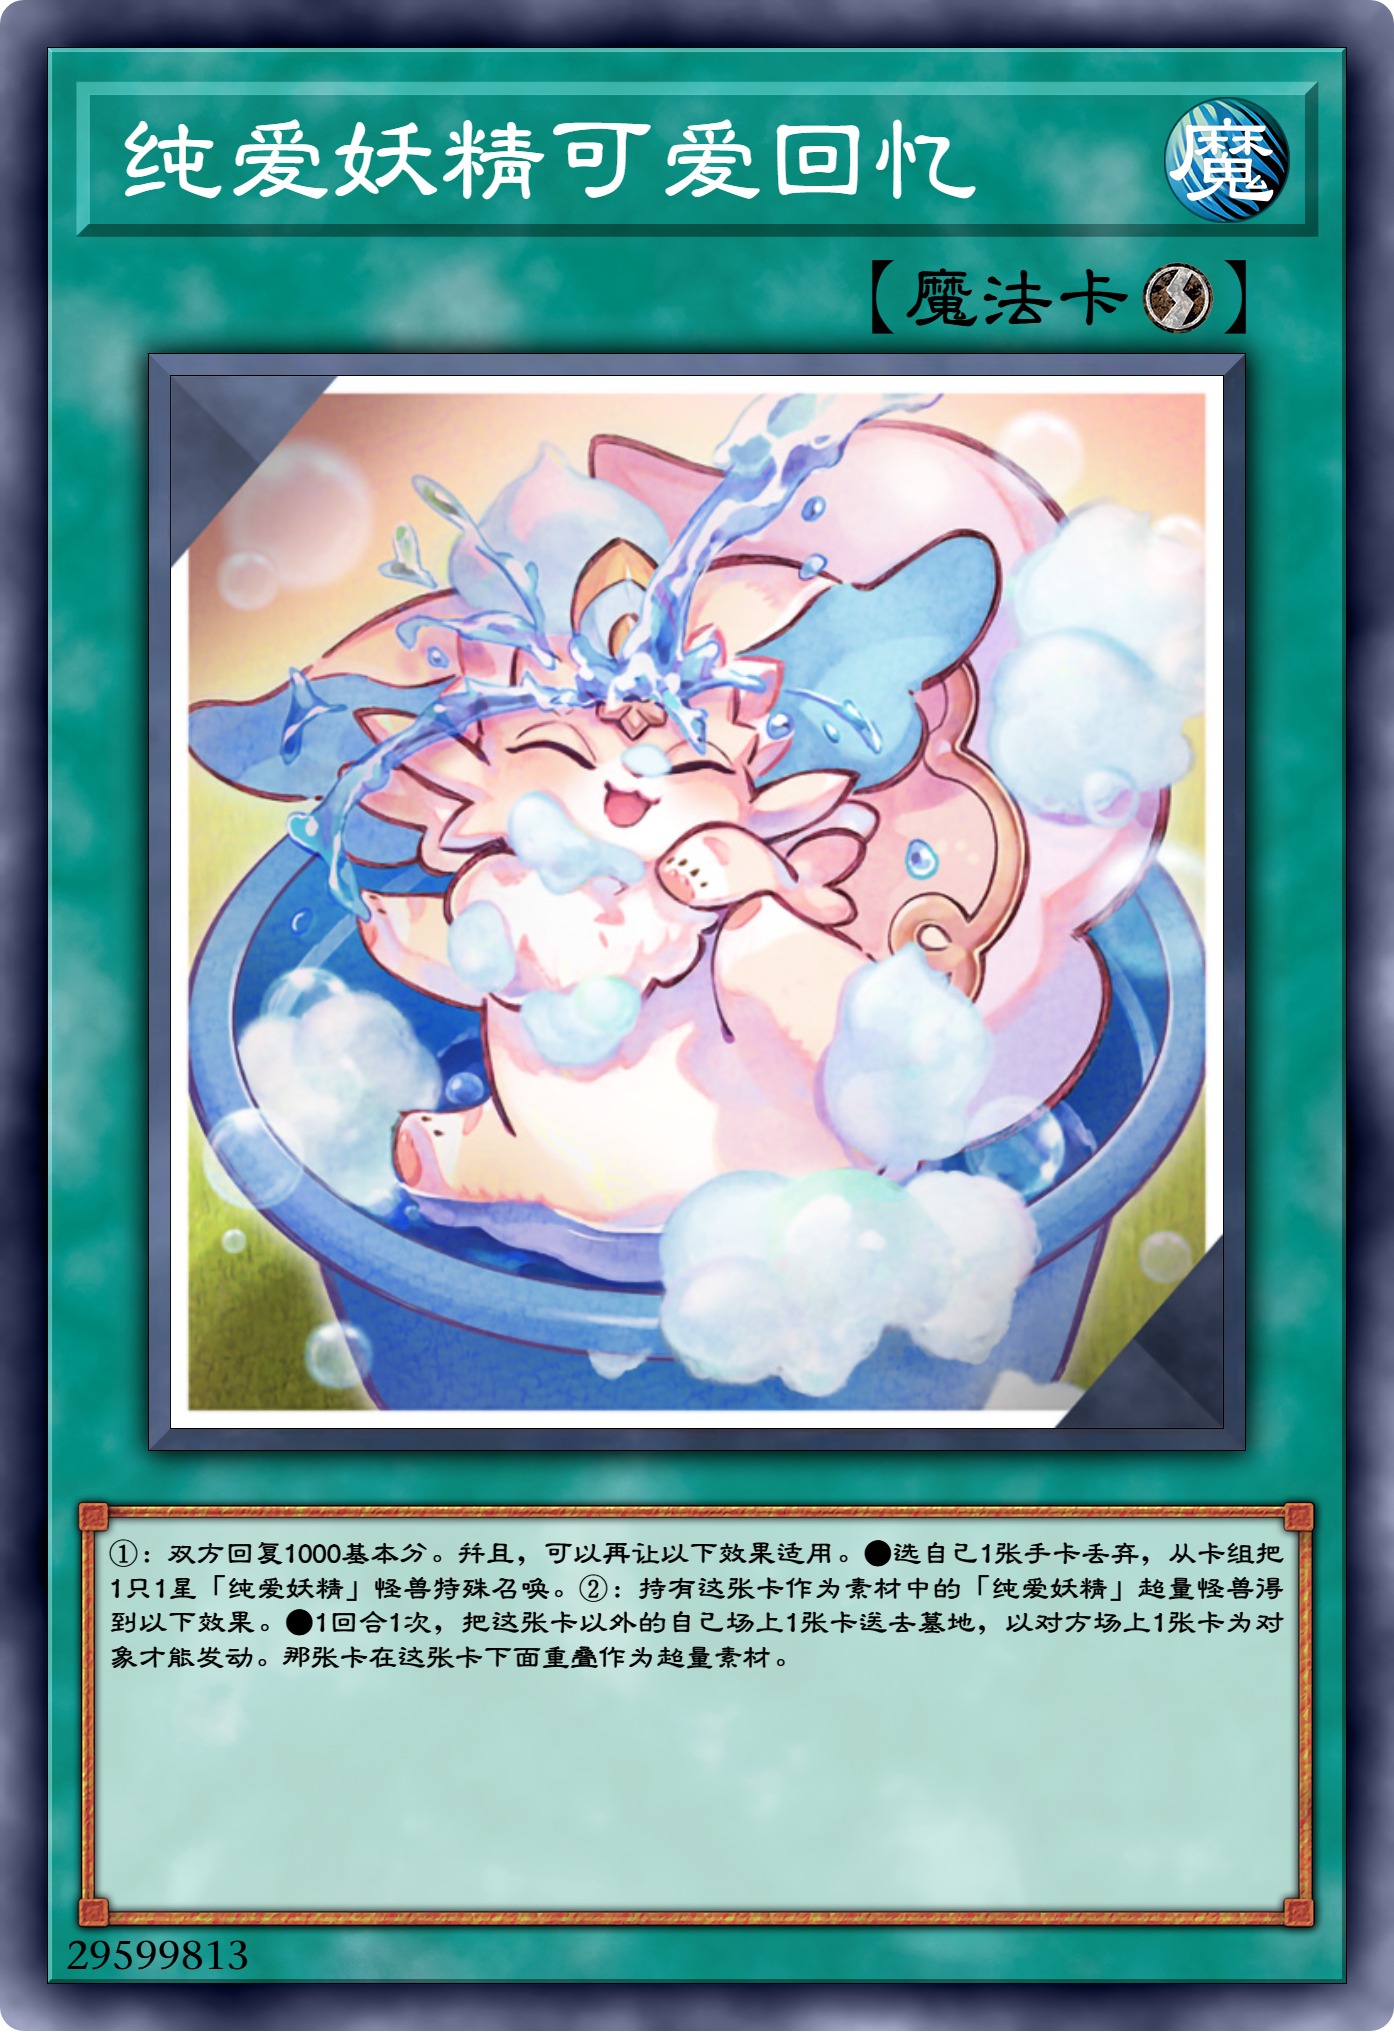 纯爱妖精可爱回忆
魔
【魔法卡】
①：双方回复1000基本分。并且，可以再让以下效果适用。●选自己1张手卡丢弃，从卡组把
1只1星「纯爱妖精」怪兽特殊召唤。②：持有这张卡作为素材中的「纯爱妖精」超量怪兽得
到以下效果。●1回合1次，把这张卡以外的自己场上1张卡送去墓地，以对方场上1张卡为对
象才能发动。那张卡在这张卡下面重叠作为超量素材。
29599813